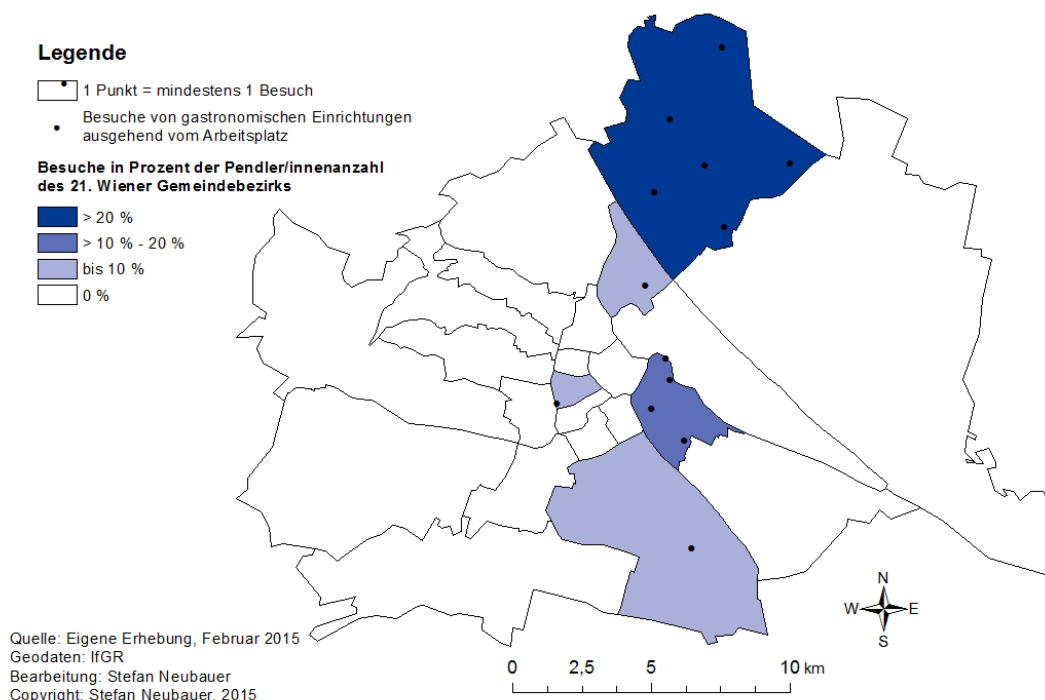 Legende
1 Punkt = mindestens 1 Besuch
Besuche von gastronomischen Einrichtungen
ausgehend vom Arbeitsplatz
Besuche in Prozent der Pendler/innenanzahl
des 21. Wiener Gemeindebezirks
> 20 %
> 10 % - 20 %
bis 10 %
0 %
N
W E
S
Quelle: Eigene Erhebung, Februar 2015
Geodaten: IfGR
Bearbeitung: Stefan Neubauer
Copyright: Stefan Neubauer, 2015
0 2,5 5 10 km